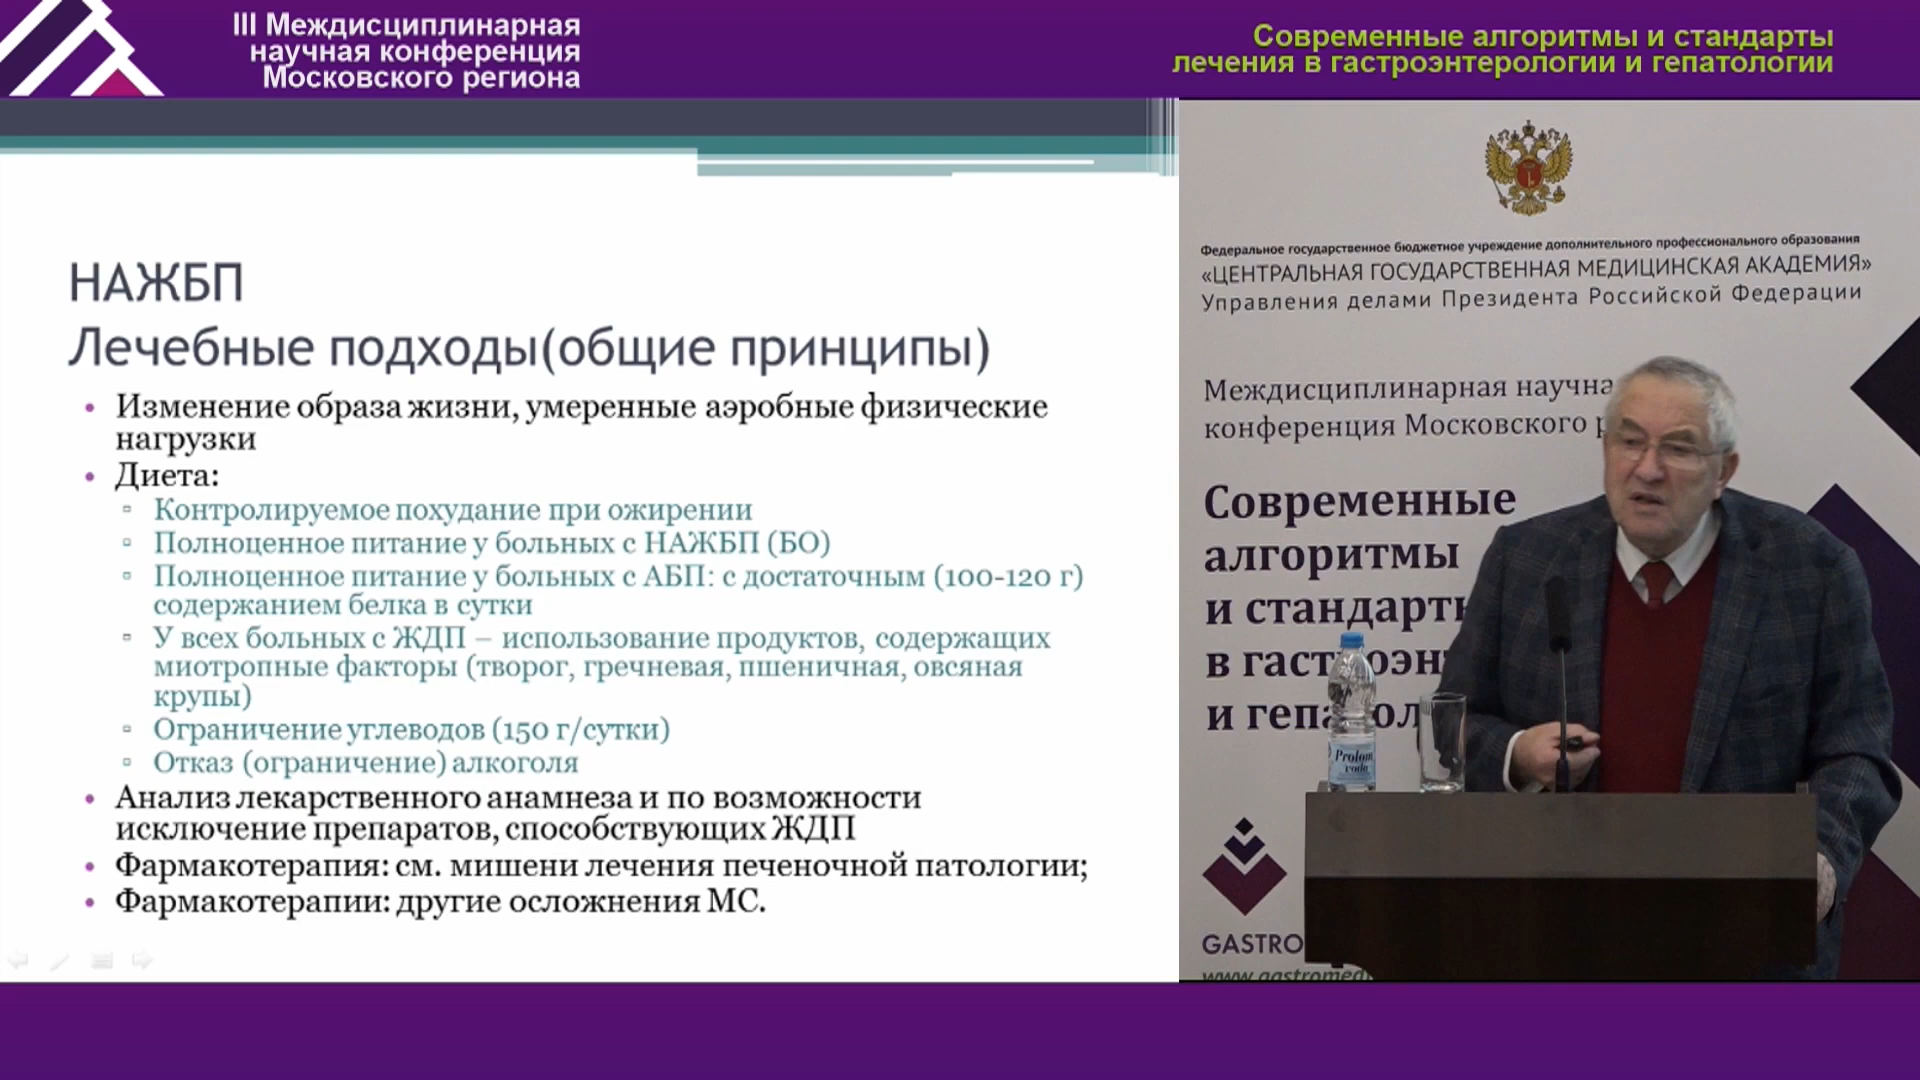 III Междисциплинарная
научная конференция
Московского региона
Современные алгоритмы и стандарты
лечения в гастроэнтерологии и гепатологии
НАЖБП
Лечебные подходы(общие принципы)
• Изменение образа жизни, умеренные аэробные физические
нагрузки
• Диета:
▫ Контролируемое похудание при ожирении
▫ Полноценное питание у больных с НАЖБП (БО)
▫ Полноценное питание у больных с АБП: с достаточным (100-120 г)
содержанием белка в сутки
▫ У всех больных с ЖДП – использование продуктов, содержащих
миотропные факторы (творог, гречневая, пшеничная, овсяная
крупы)
▫ Ограничение углеводов (150 г/сутки)
▫ Отказ (ограничение) алкоголя
• Анализ лекарственного анамнеза и по возможности
исключение препаратов, способствующих ЖДП
• Фармакотерапия: см. мишени лечения печеночной патологии;
• Фармакотерапии: другие осложнения МС.
Федеральное государственное бюджетное учреждение дополнительного профессионального образования
«ЦЕНТРАЛЬНАЯ ГОСУДАРСТВЕННАЯ МЕДИЦИНСКАЯ АКАДЕМИЯ»
Управления делами Президента Российской Федерации
Междисциплинарная научна
конференция Московского р
Современные
алгоритмы
и стандарт
в гаст оэн
и геп ол
GASTRO
www.gastromed